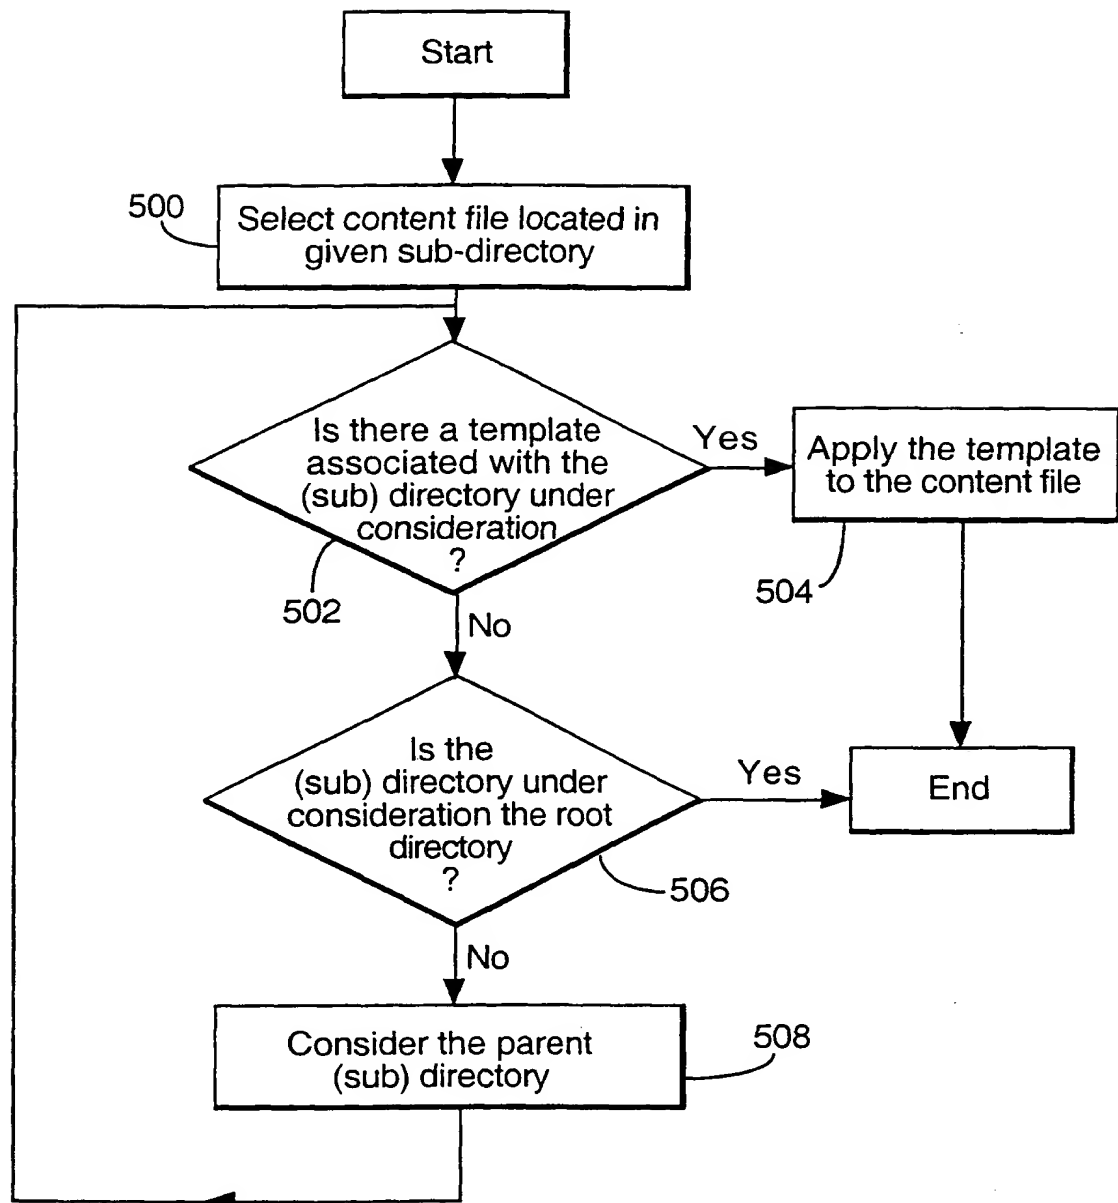 Start
500
Select content file located in
given sub-directory
Is there a template
associated with the
(sub) directory under
consideration
?
502
Yes
Apply the template
to the content file
504
No
Is the
(sub) directory under
consideration the root
directory
?
506
Yes
End
No
Consider the parent
(sub) directory
508